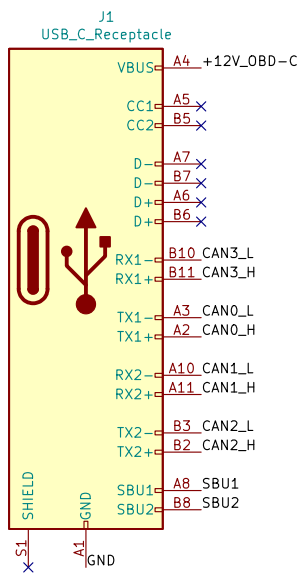 J1
USB_C_Receptacle
VBUS A4 +12V_OBD-C
CC1 A5
CC2 B5
D- A7
D- B7
D+ A6
D+ B6
RX1- B10 CAN3_L
RX1+ B11 CAN3_H
TX1- A3 CAN0_L
TX1+ A2 CAN0_H
RX2- A10 CAN1_L
RX2+ A11 CAN1_H
TX2- B3 CAN2_L
TX2+ B2 CAN2_H
SBU1 A8 SBU1
SBU2 B8 SBU2
SHIELD
GND
S1
A1
GND